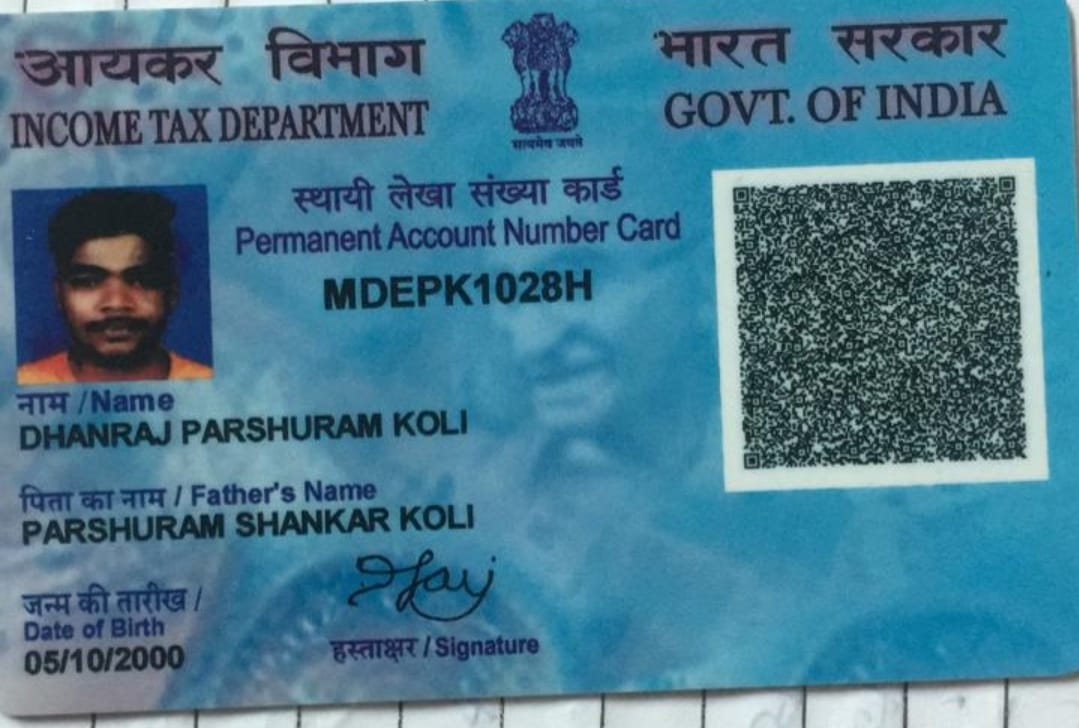 आयकर विभाग
INCOME TAX DEPARTMENT
सत्यमेव जयते
भारत सरकार
GOVT. OF INDIA
स्थायी लेखा संख्या कार्ड
Permanent Account Number Card
MDEPK1028H
नाम /Name
DHANRAJ PARSHURAM KOLI
पिता का नाम / Father's Name
PARSHURAM SHANKAR KOLI
जन्म की तारीख /
Date of Birth
05/10/2000
हस्ताक्षर / Signature